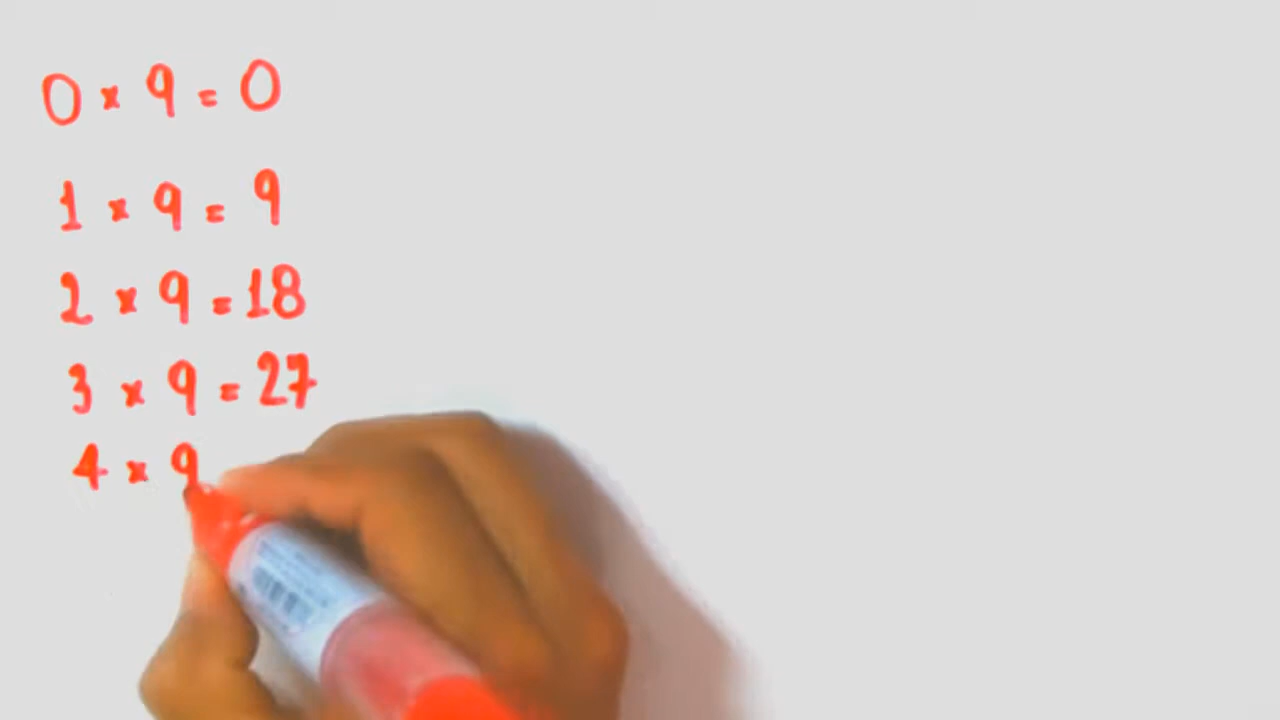 0 × 9 = 0
1 × 9 = 9
2 × 9 = 18
3 × 9 = 27
4 × 9